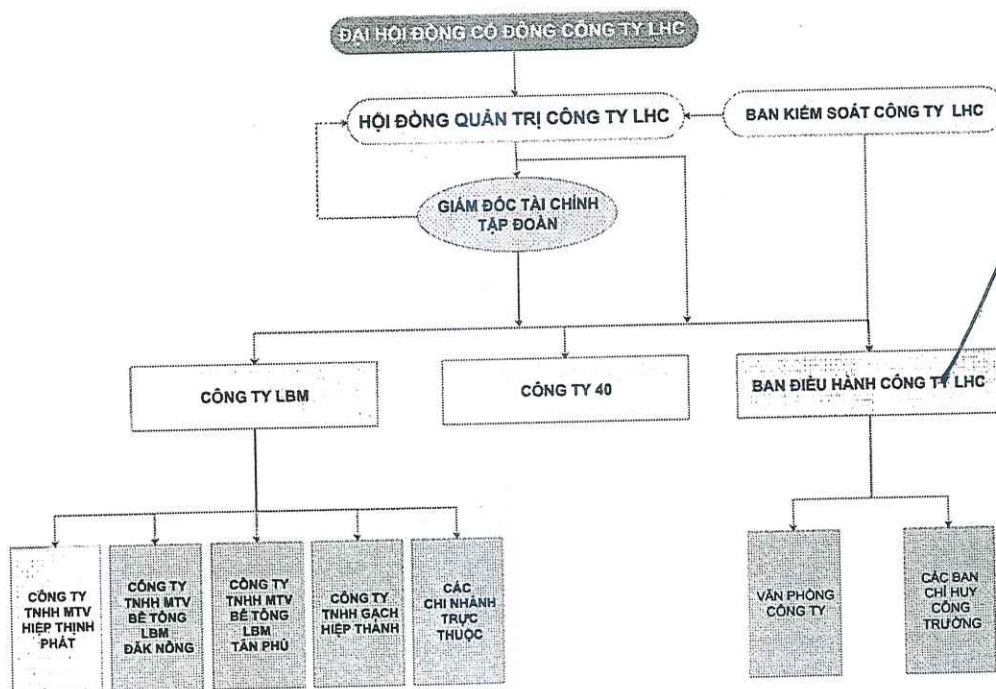 ĐẠI HỘI ĐỒNG CỔ ĐÔNG CÔNG TY LHC
HỘI ĐỒNG QUẢN TRỊ CÔNG TY LHC
BAN KIỂM SOÁT CÔNG TY LHC
GIÁM ĐỐC TÀI CHÍNH
TẬP ĐOÀN
CÔNG TY LBM
CÔNG TY 40
BAN ĐIỀU HÀNH CÔNG TY LHC
CÔNG TY
TNHH MTV
HIỆP THỊNH
PHÁT
CÔNG TY
TNHH MTV
BÊ TÔNG
LBM
ĐĂK NÔNG
CÔNG TY
TNHH MTV
BÊ TÔNG
LBM
TÂN PHÚ
CÔNG TY
TNHH GẠCH
HIỆP THÀNH
CÁC
CHI NHÁNH
TRỰC
THUỘC
VĂN PHÒNG
CÔNG TY
CÁC BAN
CHỈ HUY
CÔNG
TRƯỜNG